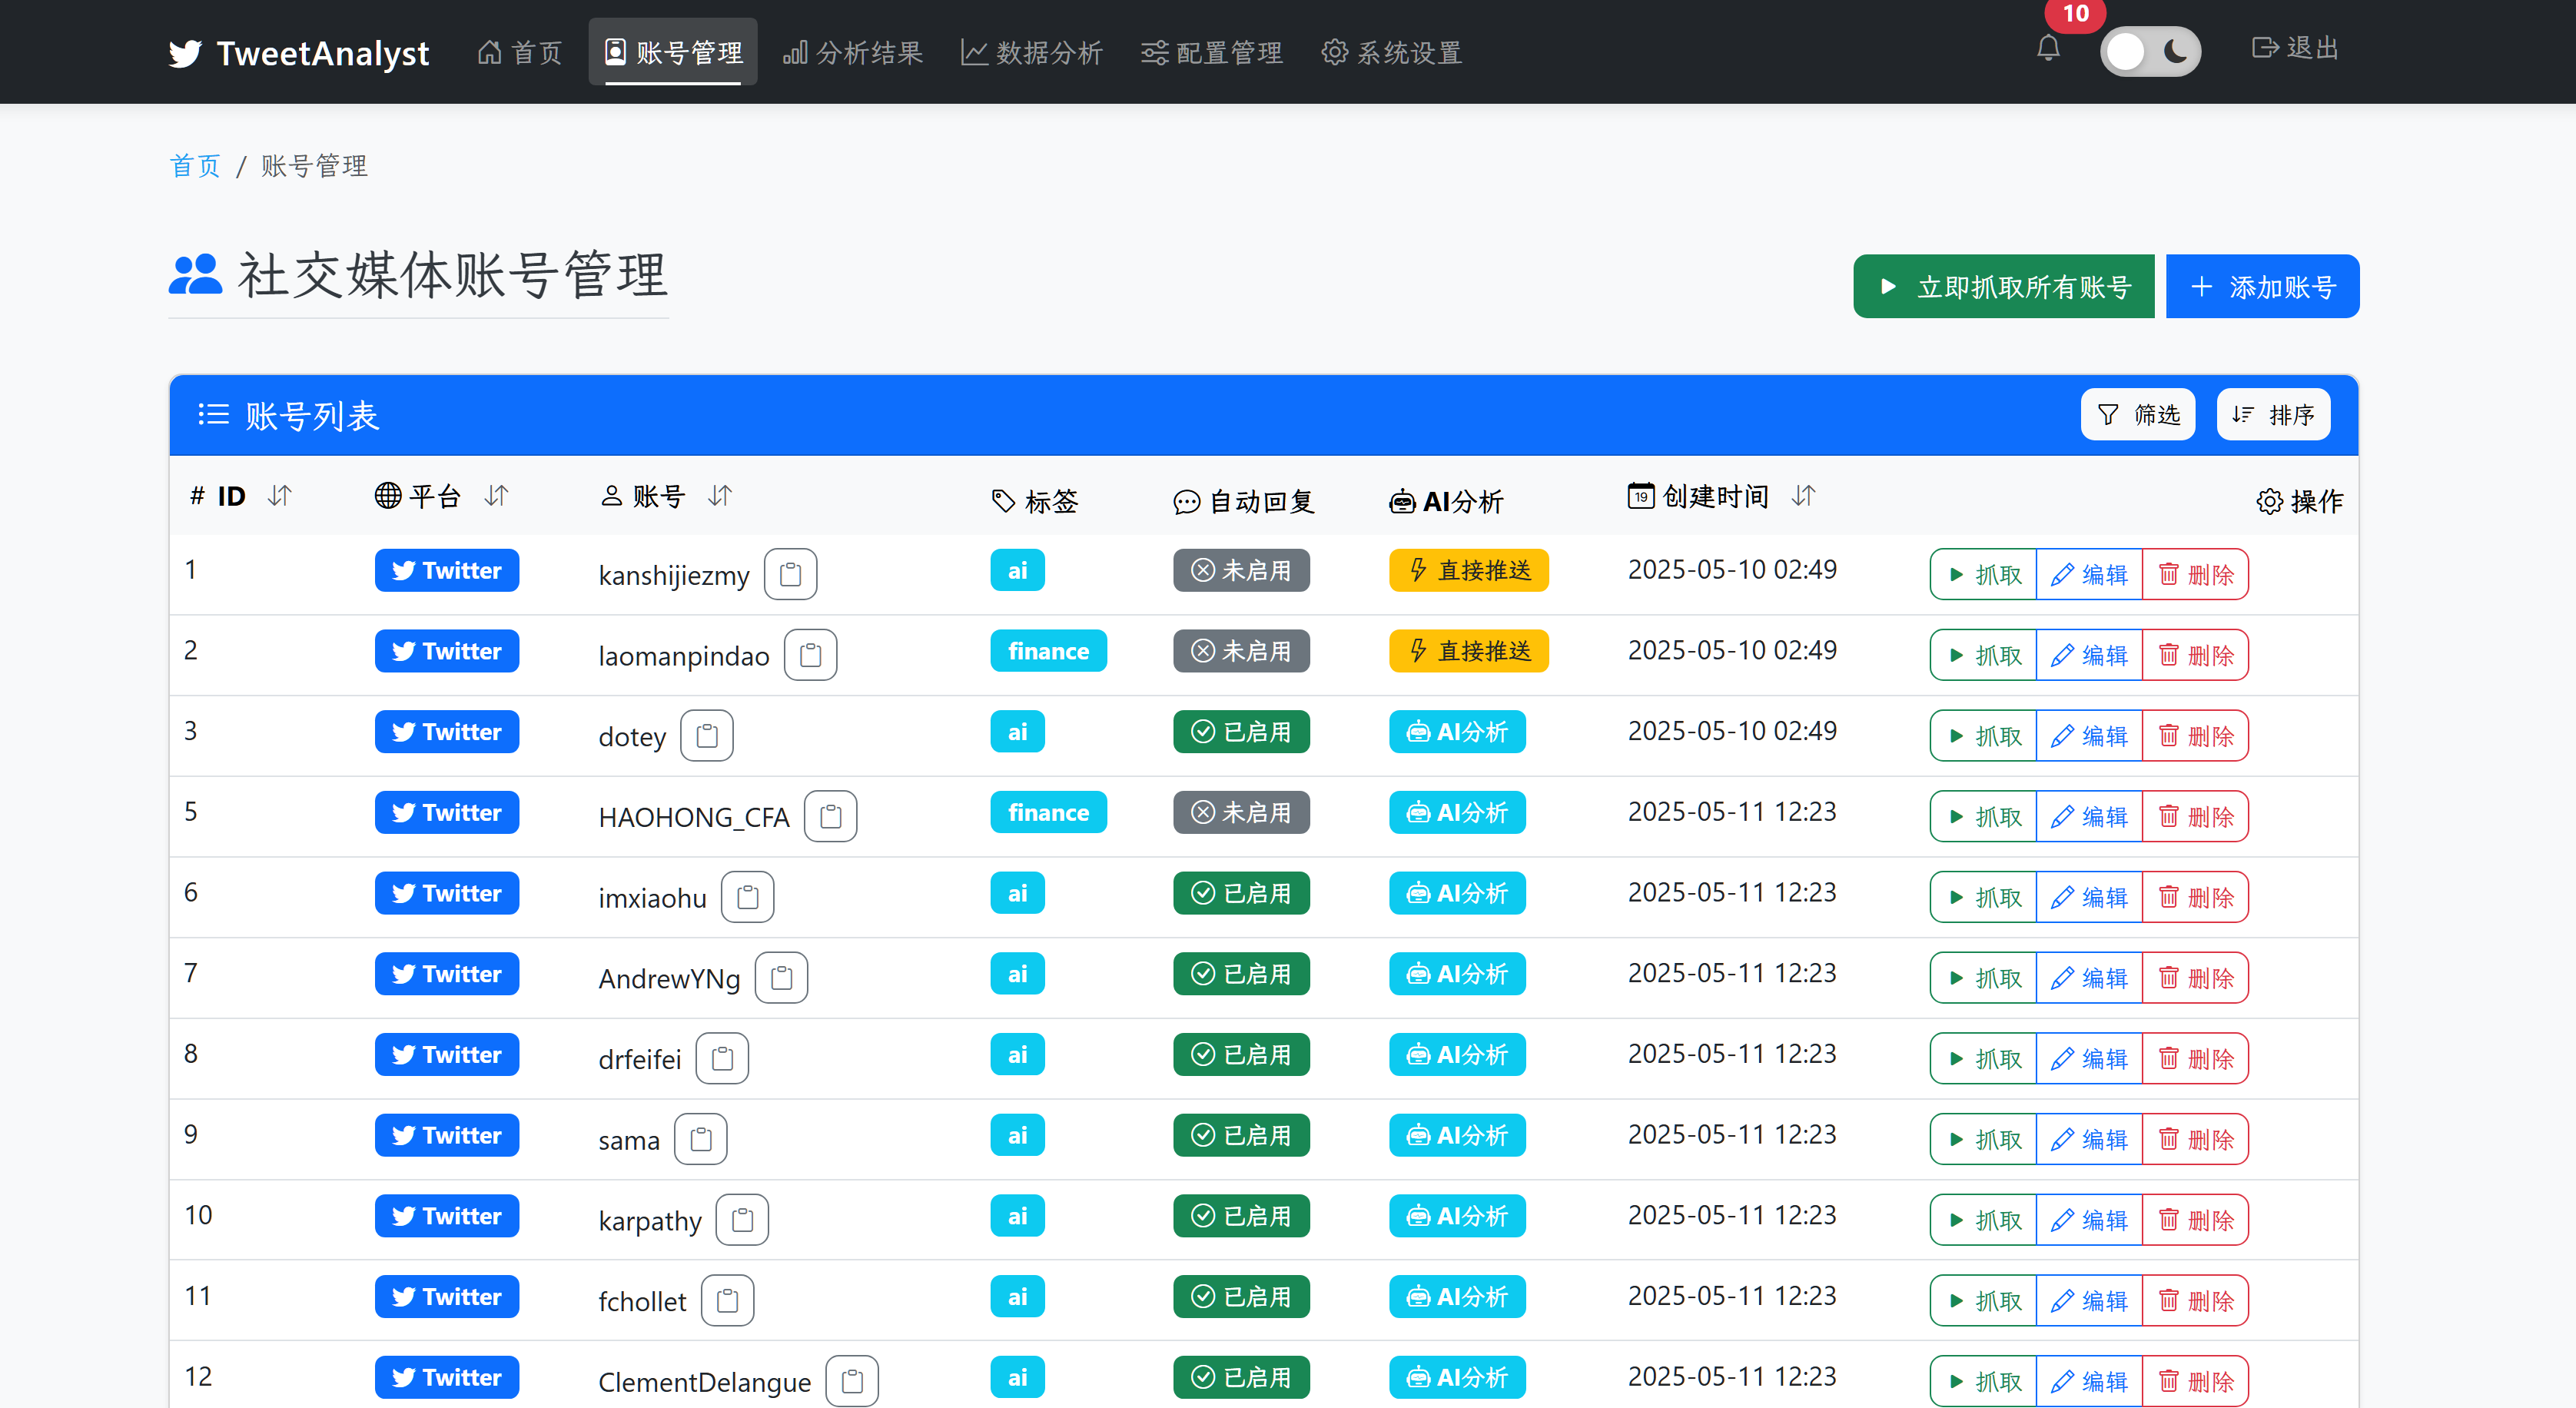 TweetAnalyst 首页 账号管理 分析结果 数据分析 配置管理 系统设置 10 退出
首页 / 账号管理
社交媒体账号管理 立即抓取所有账号 + 添加账号
账号列表 筛选 排序
# ID 平台 账号 标签 自动回复 AI分析 19 创建时间 操作
1 Twitter kanshijiezmy ai 未启用 直接推送 2025-05-10 02:49 抓取 编辑 删除
2 Twitter laomanpindao finance 未启用 直接推送 2025-05-10 02:49 抓取 编辑 删除
3 Twitter dotey ai 已启用 AI分析 2025-05-10 02:49 抓取 编辑 删除
5 Twitter HAOHONG_CFA finance 未启用 AI分析 2025-05-11 12:23 抓取 编辑 删除
6 Twitter imxiaohu ai 已启用 AI分析 2025-05-11 12:23 抓取 编辑 删除
7 Twitter AndrewYNg ai 已启用 AI分析 2025-05-11 12:23 抓取 编辑 删除
8 Twitter drfeifei ai 已启用 AI分析 2025-05-11 12:23 抓取 编辑 删除
9 Twitter sama ai 已启用 AI分析 2025-05-11 12:23 抓取 编辑 删除
10 Twitter karpathy ai 已启用 AI分析 2025-05-11 12:23 抓取 编辑 删除
11 Twitter fchollet ai 已启用 AI分析 2025-05-11 12:23 抓取 编辑 删除
12 Twitter ClementDelangue ai 已启用 AI分析 2025-05-11 12:23 抓取 编辑 删除